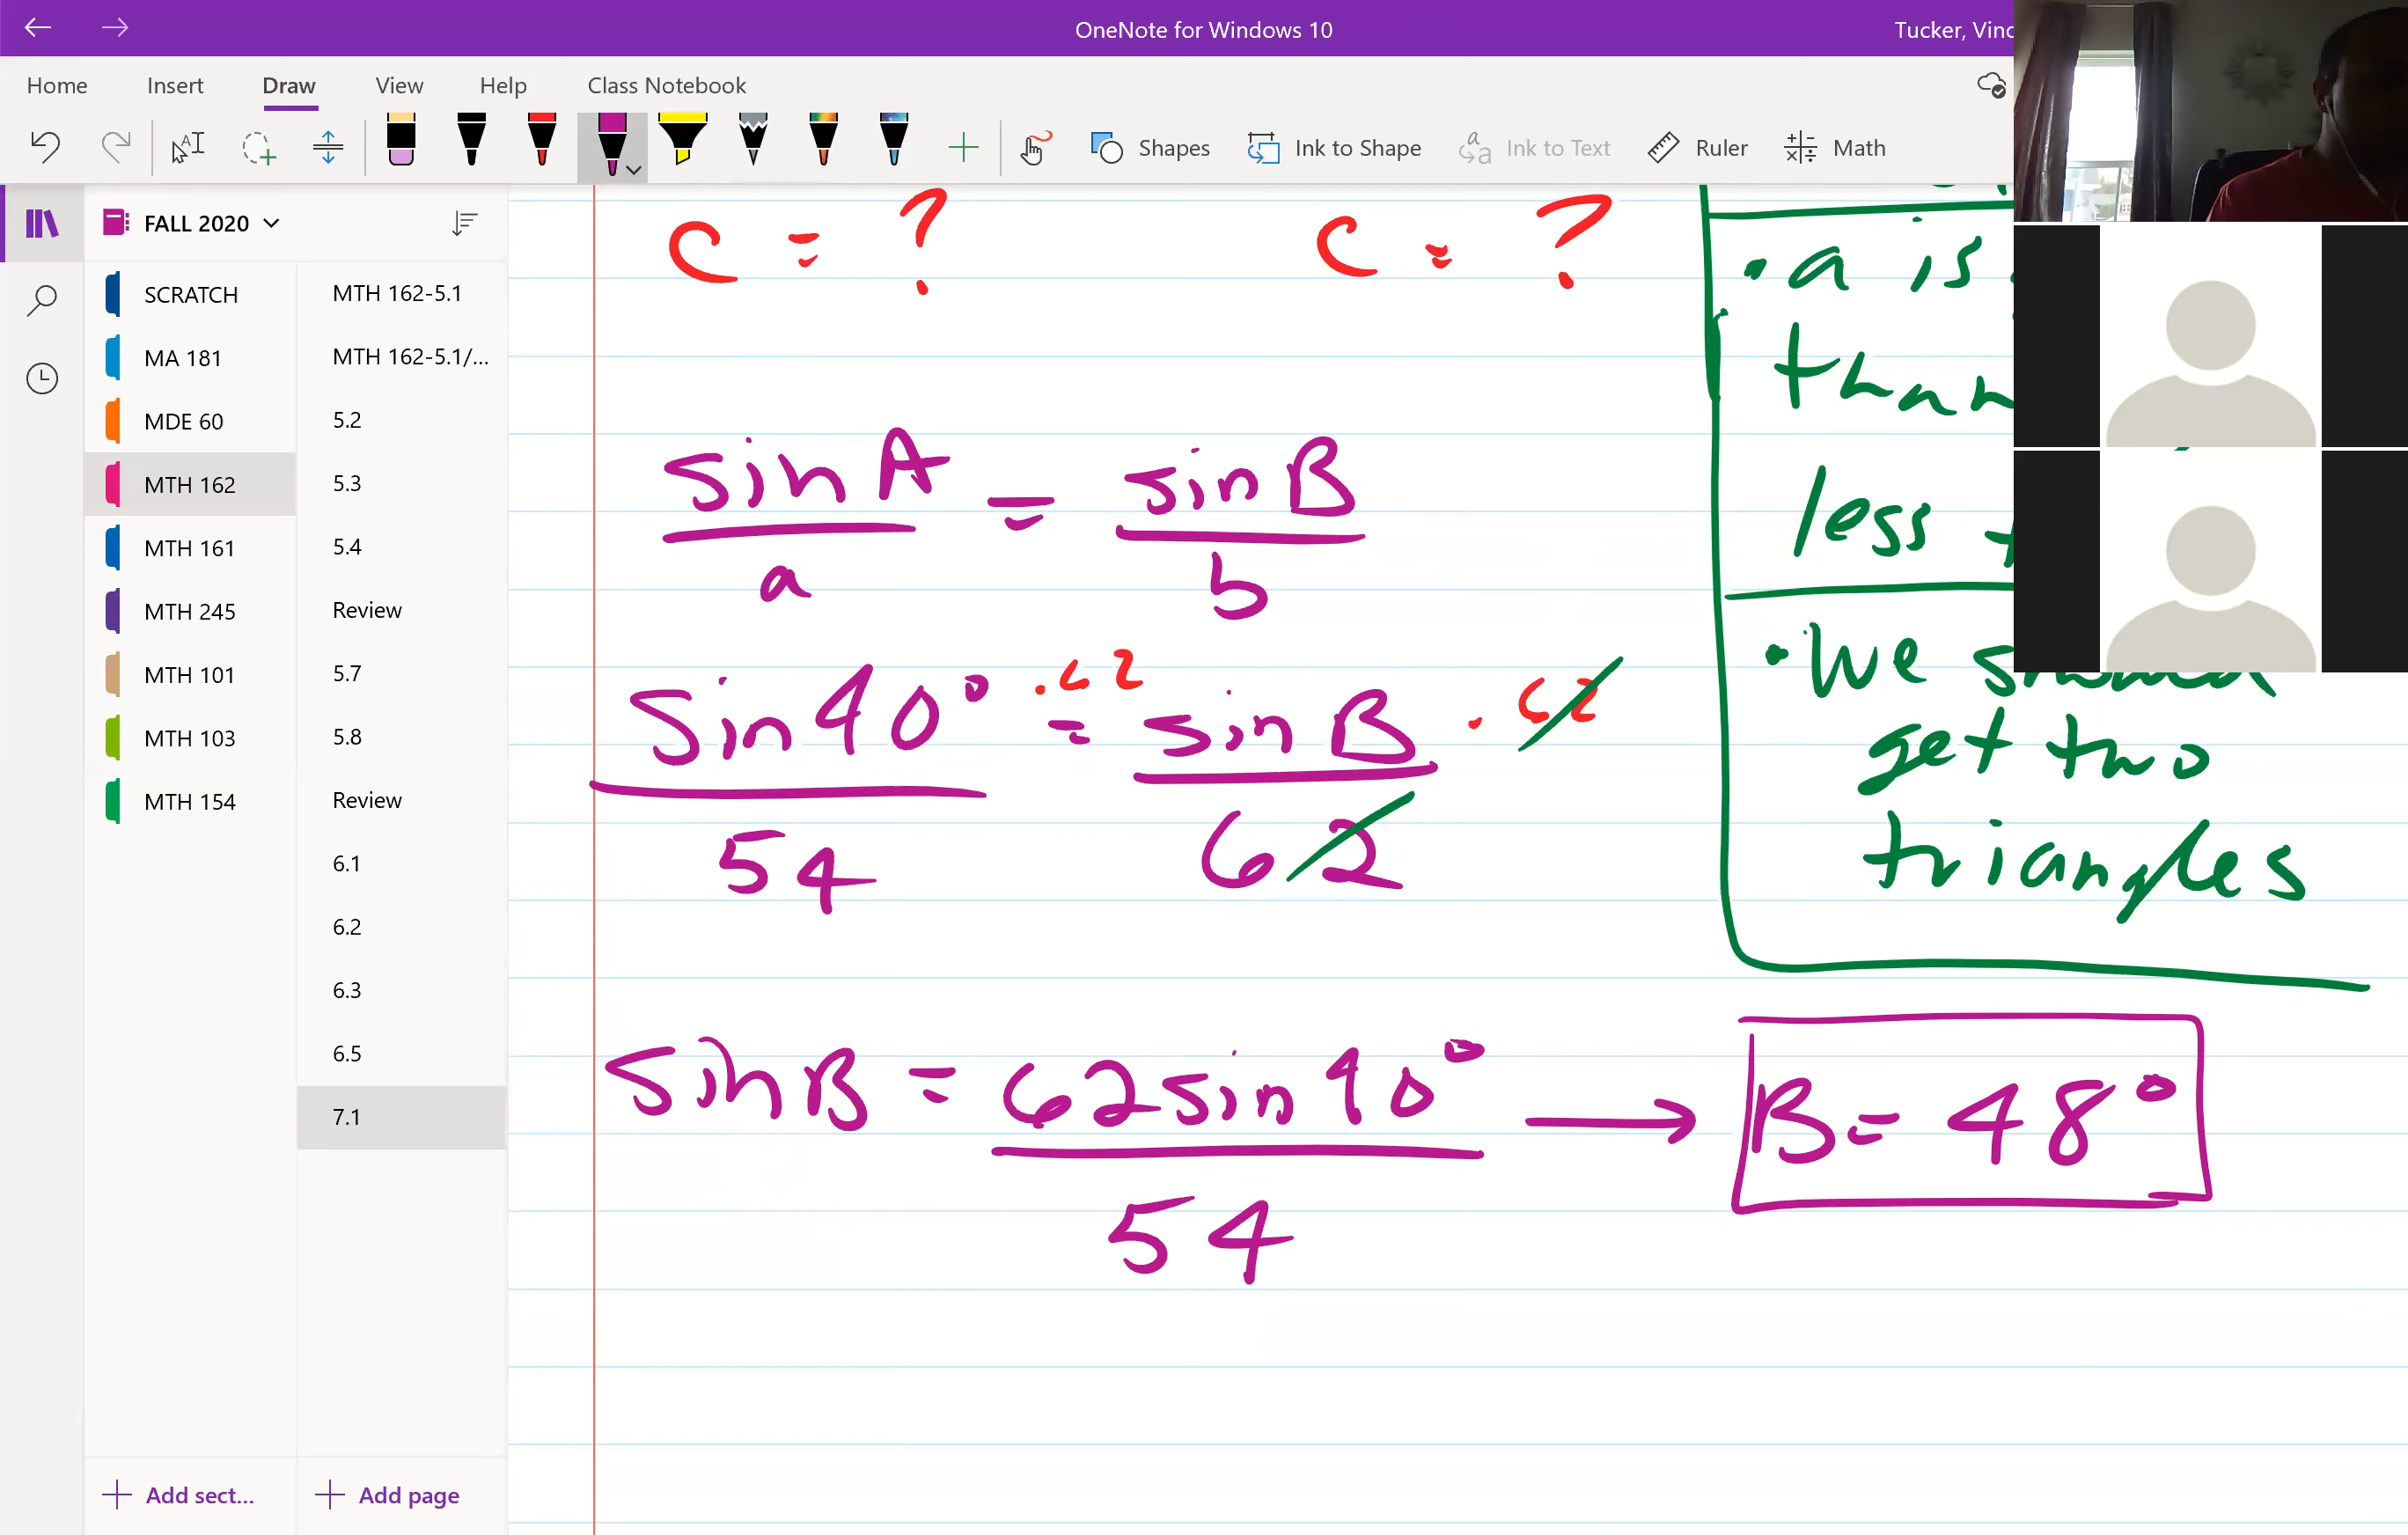 OneNote for Windows 10
Tucker, Vinc
Home Insert Draw View Help Class Notebook
Shapes Ink to Shape Ink to Text Ruler Math
FALL 2020
SCRATCH
MA 181
MDE 60
MTH 162
MTH 161
MTH 245
MTH 101
MTH 103
MTH 154
Add sect...
MTH 162-5.1
MTH 162-5.1/...
5.2
5.3
5.4
Review
5.7
5.8
Review
6.1
6.2
6.3
6.5
7.1
Add page
c = ?
c = ?
sin A = sin B
a b
sin 40° · 62 = sin B · 62
54 62
sin B = 62 sin 40° → B = 48°
54
• a is
than
less
• We should
get two
triangles